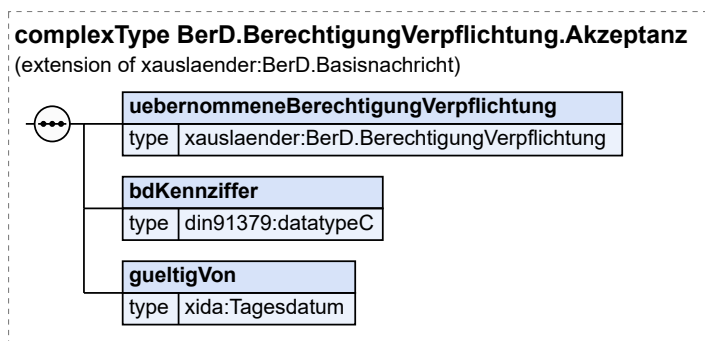 complexType BerD.BerechtigungVerpflichtung.Akzeptanz
(extension of xauslaender:BerD.Basisnachricht)
uebernommeneBerechtigungVerpflichtung
type xauslaender:BerD.BerechtigungVerpflichtung
bdKennziffer
type din91379:datatypeC
gueltigVon
type xida:Tagesdatum